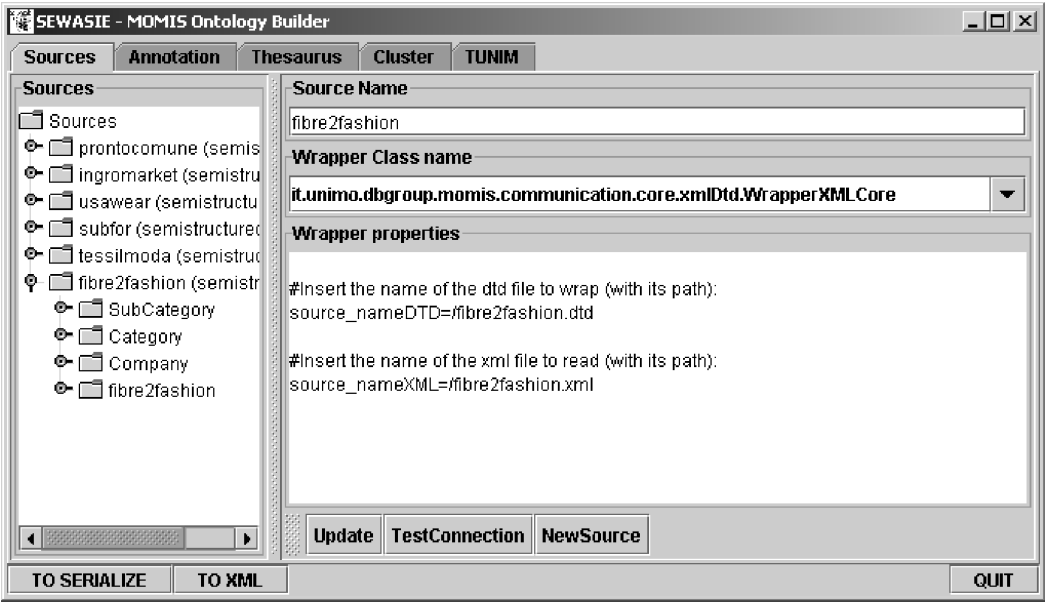 SEWASIE - MOMIS Ontology Builder
Sources Annotation Thesaurus Cluster TUNIM
Sources
Sources
prontocomune (semis
ingromarket (semistru
usawear (semistructu
subfor (semistructured
tessilmoda (semistruc
fibre2fashion (semistr
SubCategory
Category
Company
fibre2fashion
Source Name
fibre2fashion
Wrapper Class name
it.unimo.dbgroup.momis.communication.core.xmlDtd.WrapperXMLCore
Wrapper properties
#Insert the name of the dtd file to wrap (with its path):
source_nameDTD=/fibre2fashion.dtd
#Insert the name of the xml file to read (with its path):
source_nameXML=/fibre2fashion.xml
Update TestConnection NewSource
TO SERIALIZE TO XML QUIT